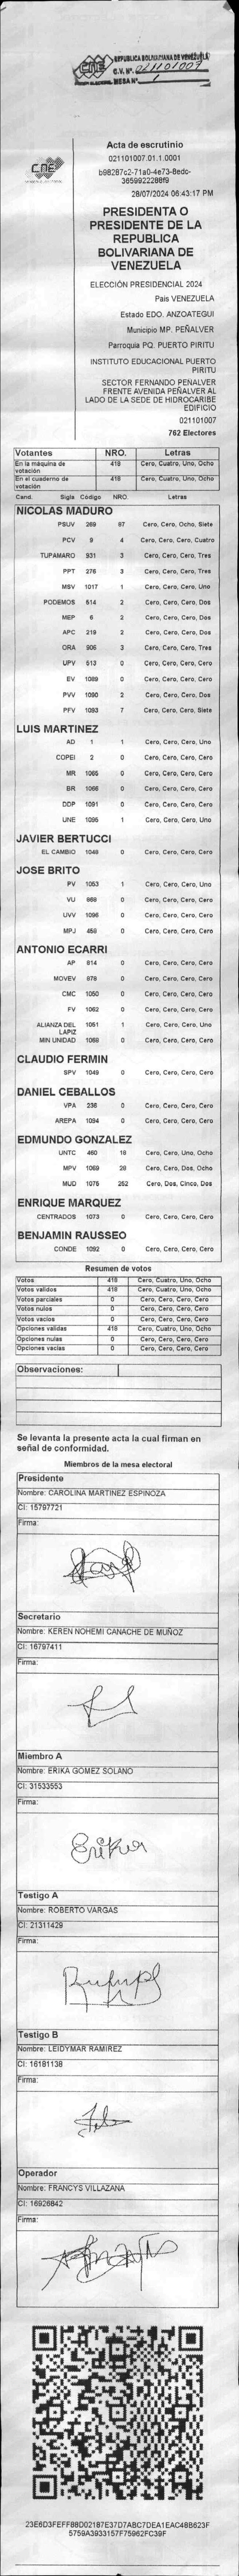 CNE REPUBLICA BOLIVARIANA DE VENEZUELA
C.V. Nº. 021101007
MESA Nº. 1
CNE
Acta de escrutinio
021101007.01.1.0001
b98287c2-71a0-4e73-8edc-
3659922288f9
28/07/2024 06:43:17 PM
PRESIDENTA O
PRESIDENTE DE LA
REPUBLICA
BOLIVARIANA DE
VENEZUELA
ELECCIÓN PRESIDENCIAL 2024
Pais VENEZUELA
Estado EDO. ANZOATEGUI
Municipio MP. PEÑALVER
Parroquia PQ. PUERTO PIRITU
INSTITUTO EDUCACIONAL PUERTO
PIRITU
SECTOR FERNANDO PENALVER
FRENTE AVENIDA PEÑALVER AL
LADO DE LA SEDE DE HIDROCARIBE
EDIFICIO
021101007
762 Electores
Votantes NRO. Letras
En la máquina de votación 418 Cero, Cuatro, Uno, Ocho
En el cuaderno de votación 418 Cero, Cuatro, Uno, Ocho
Cand. Sigla Código NRO. Letras
NICOLAS MADURO
PSUV 269 87 Cero, Cero, Ocho, Siete
PCV 9 4 Cero, Cero, Cero, Cuatro
TUPAMARO 931 3 Cero, Cero, Cero, Tres
PPT 276 3 Cero, Cero, Cero, Tres
MSV 1017 1 Cero, Cero, Cero, Uno
PODEMOS 514 2 Cero, Cero, Cero, Dos
MEP 6 2 Cero, Cero, Cero, Dos
APC 219 2 Cero, Cero, Cero, Dos
ORA 906 3 Cero, Cero, Cero, Tres
UPV 513 0 Cero, Cero, Cero, Cero
EV 1089 0 Cero, Cero, Cero, Cero
PVV 1090 2 Cero, Cero, Cero, Dos
PFV 1093 7 Cero, Cero, Cero, Siete
LUIS MARTINEZ
AD 1 1 Cero, Cero, Cero, Uno
COPEI 2 0 Cero, Cero, Cero, Cero
MR 1065 0 Cero, Cero, Cero, Cero
BR 1066 0 Cero, Cero, Cero, Cero
DDP 1091 0 Cero, Cero, Cero, Cero
UNE 1095 1 Cero, Cero, Cero, Uno
JAVIER BERTUCCI
EL CAMBIO 1048 0 Cero, Cero, Cero, Cero
JOSE BRITO
PV 1053 1 Cero, Cero, Cero, Uno
VU 868 0 Cero, Cero, Cero, Cero
UVV 1096 0 Cero, Cero, Cero, Cero
MPJ 459 0 Cero, Cero, Cero, Cero
ANTONIO ECARRI
AP 814 0 Cero, Cero, Cero, Cero
MOVEV 879 0 Cero, Cero, Cero, Cero
CMC 1050 0 Cero, Cero, Cero, Cero
FV 1062 0 Cero, Cero, Cero, Cero
ALIANZA DEL LAPIZ 1051 1 Cero, Cero, Cero, Uno
MIN UNIDAD 1069 0 Cero, Cero, Cero, Cero
CLAUDIO FERMIN
SPV 1049 0 Cero, Cero, Cero, Cero
DANIEL CEBALLOS
VPA 236 0 Cero, Cero, Cero, Cero
AREPA 1094 0 Cero, Cero, Cero, Cero
EDMUNDO GONZALEZ
UNTC 460 18 Cero, Cero, Uno, Ocho
MPV 1069 28 Cero, Cero, Dos, Ocho
MUD 1075 252 Cero, Dos, Cinco, Dos
ENRIQUE MARQUEZ
CENTRADOS 1073 0 Cero, Cero, Cero, Cero
BENJAMIN RAUSSEO
CONDE 1092 0 Cero, Cero, Cero, Cero
Resumen de votos
Votos 418 Cero, Cuatro, Uno, Ocho
Votos validos 418 Cero, Cuatro, Uno, Ocho
Votos parciales 0 Cero, Cero, Cero, Cero
Votos nulos 0 Cero, Cero, Cero, Cero
Votos vacios 0 Cero, Cero, Cero, Cero
Opciones validas 418 Cero, Cuatro, Uno, Ocho
Opciones nulas 0 Cero, Cero, Cero, Cero
Opciones vacias 0 Cero, Cero, Cero, Cero
Observaciones:
Se levanta la presente acta la cual firman en
señal de conformidad.
Miembros de la mesa electoral
Presidente
Nombre: CAROLINA MARTINEZ ESPINOZA
CI: 15797721
Firma:
Secretario
Nombre: KEREN NOHEMI CANACHE DE MUÑOZ
CI: 16797411
Firma:
Miembro A
Nombre: ERIKA GOMEZ SOLANO
CI: 31533553
Firma:
Erika
Testigo A
Nombre: ROBERTO VARGAS
CI: 21311429
Firma:
Testigo B
Nombre: LEIDYMAR RAMIREZ
CI: 16181138
Firma:
Operador
Nombre: FRANCYS VILLAZANA
CI: 16926842
Firma:
23E6D3FEFFB8D02187E37D7ABC7DEA1EAC48B623F
5759A3933157F75962FC39F